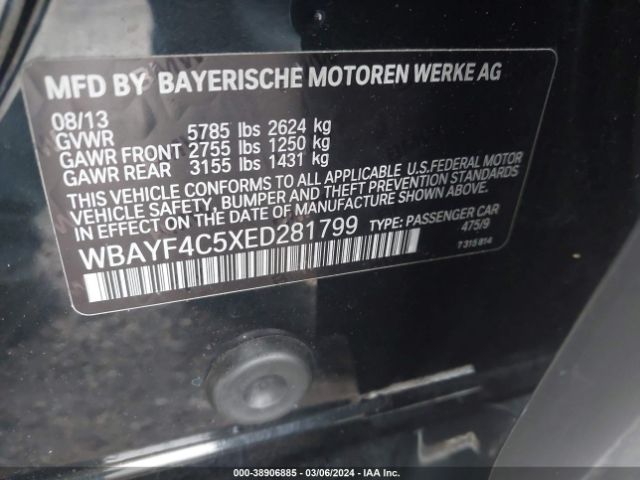 MFD BY BAYERISCHE MOTOREN WERKE AG
08/13
GVWR 5785 lbs 2624 kg
GAWR FRONT 2755 lbs 1250 kg
GAWR REAR 3155 lbs 1431 kg
THIS VEHICLE CONFORMS TO ALL APPLICABLE U.S.FEDERAL MOTOR
VEHICLE SAFETY, BUMPER, AND THEFT PREVENTION STANDARDS
IN EFFECT ON THE DATE OF MANUFACTURE SHOWN ABOVE.
WBAYF4C5XED281799 TYPE: PASSENGER CAR
475/9
7 315 814
000-38906885 - 03/06/2024 - IAA Inc.